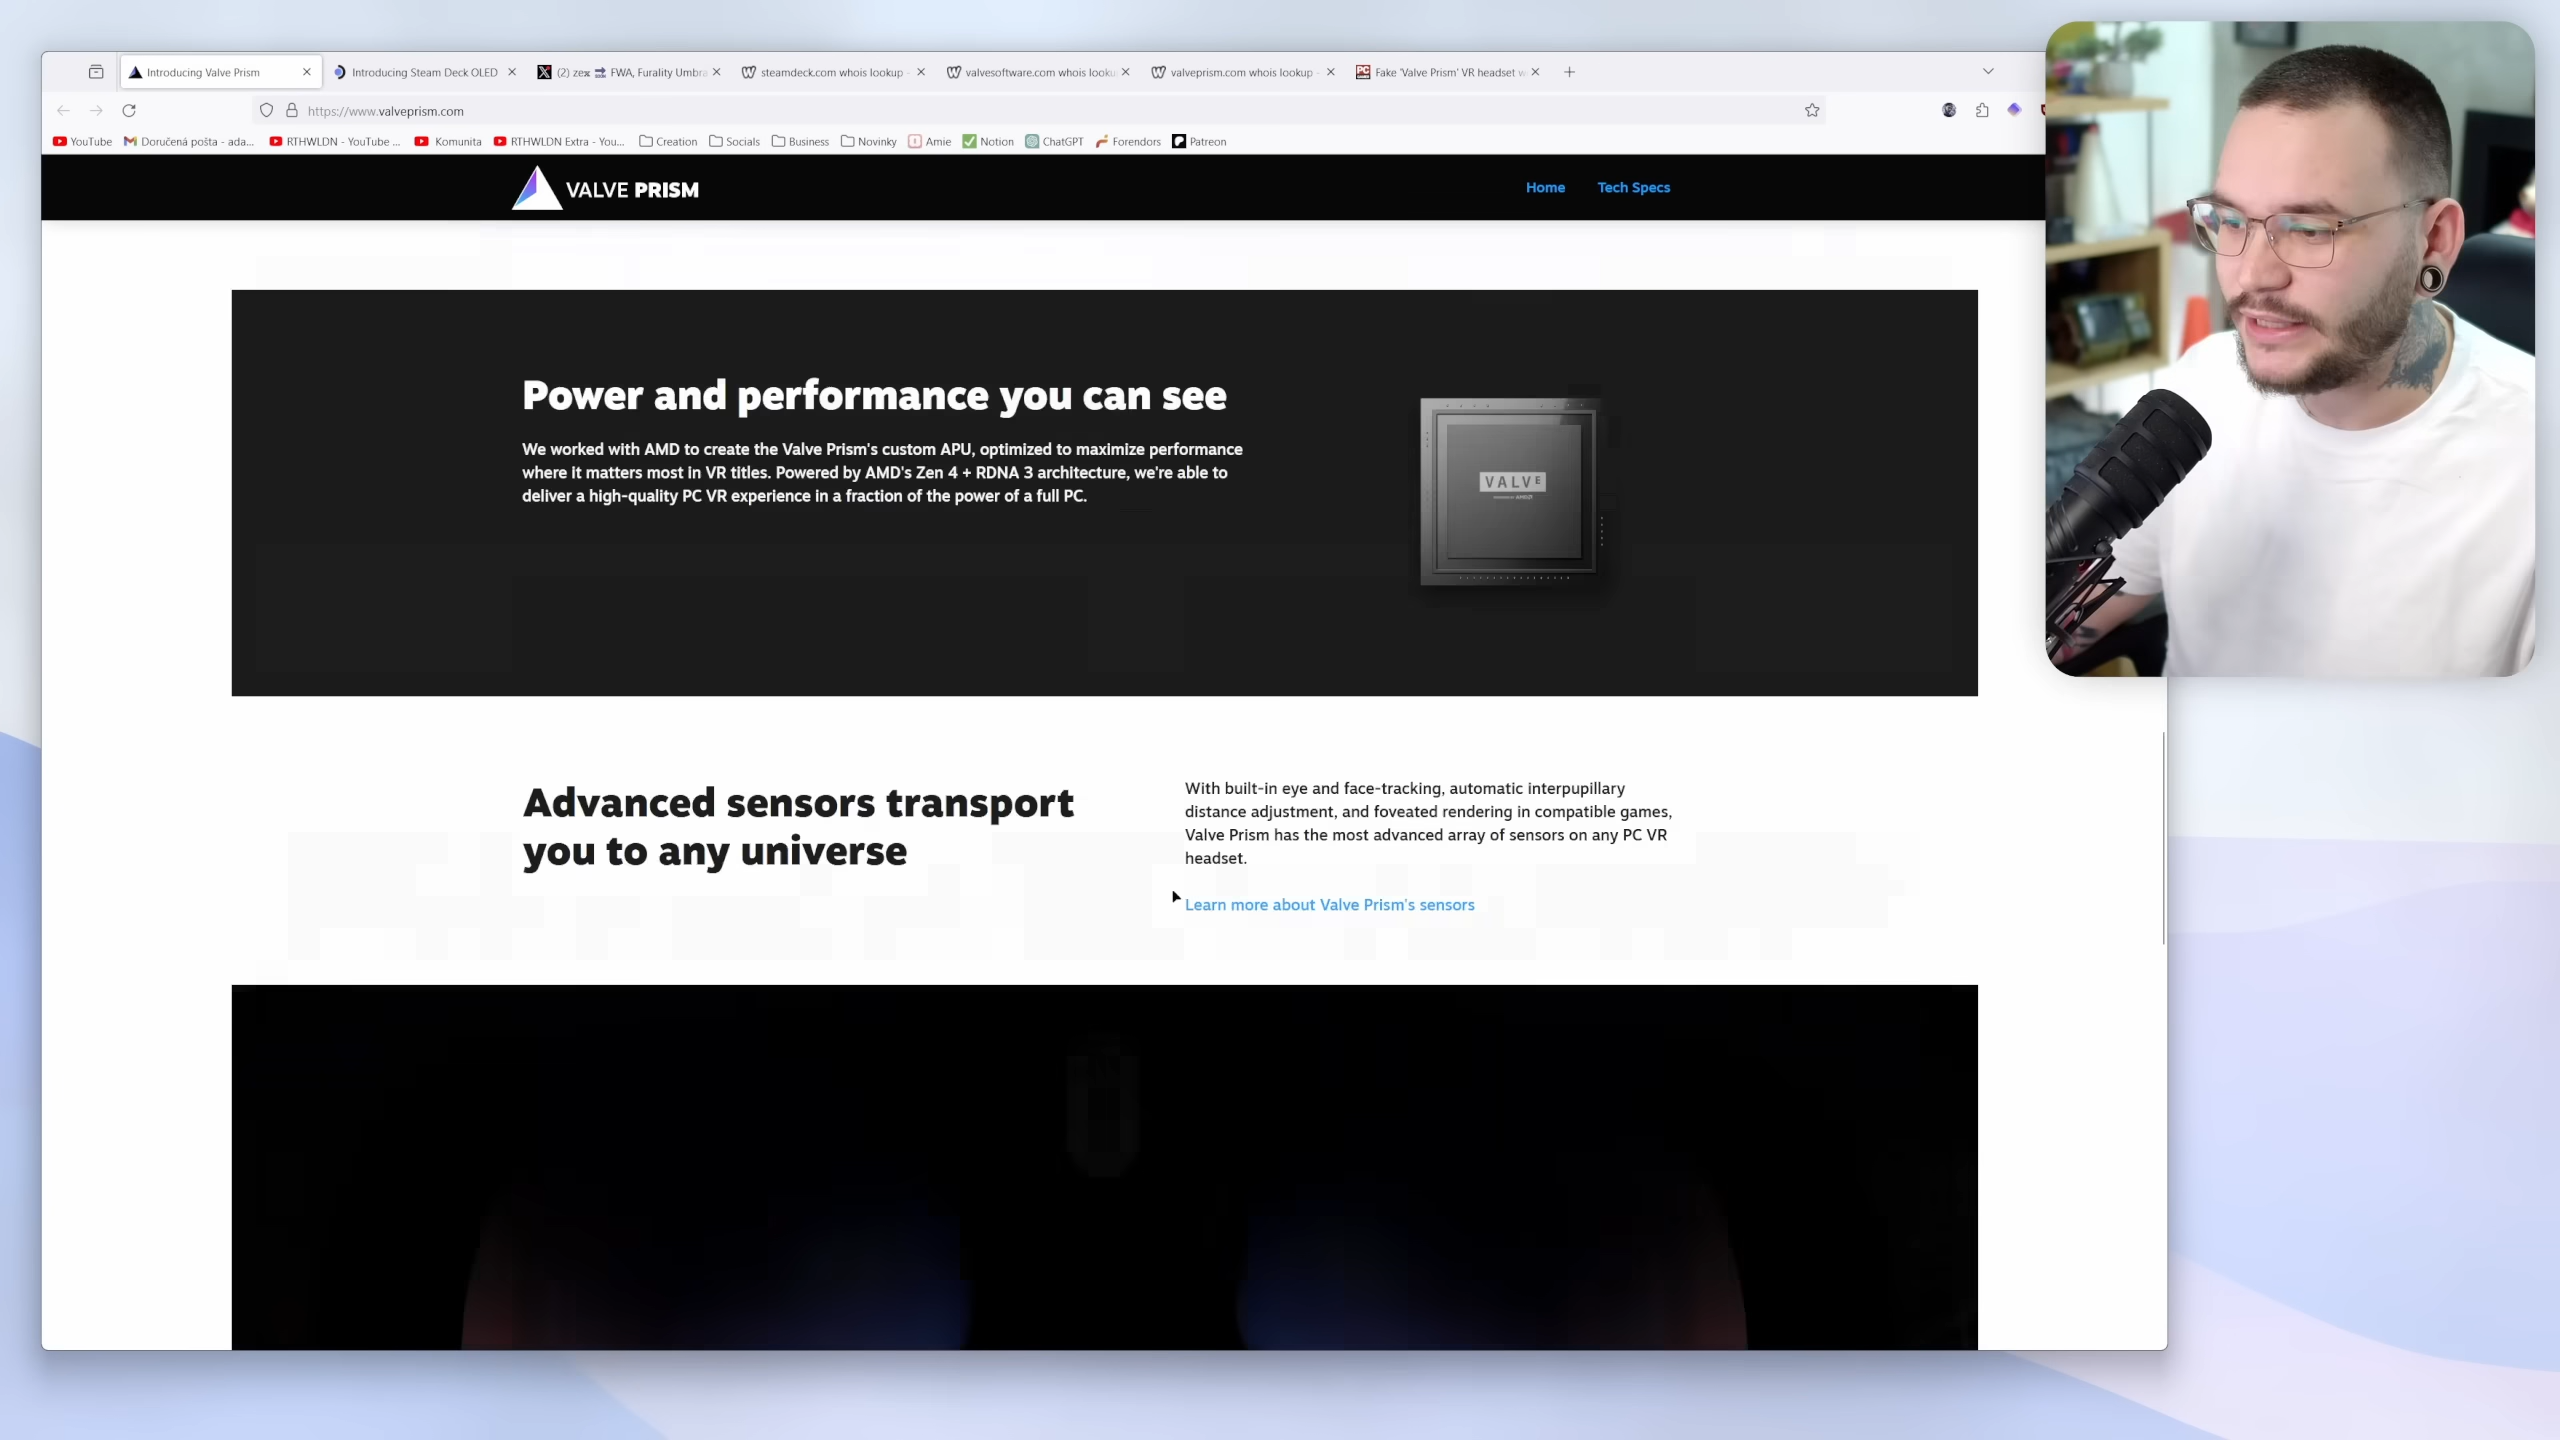 Introducing Valve Prism
Introducing Steam Deck OLED
(2) zex ⇄ FWA, Furality Umbra
steamdeck.com whois lookup -
valvesoftware.com whois looku
valveprism.com whois lookup -
Fake 'Valve Prism' VR headset w
https://www.valveprism.com
YouTube
Doručená pošta - ada...
RTHWLDN - YouTube ...
Komunita
RTHWLDN Extra - You...
Creation
Socials
Business
Novinky
Amie
Notion
ChatGPT
Forendors
Patreon
VALVE PRISM
Home
Tech Specs
Power and performance you can see
We worked with AMD to create the Valve Prism's custom APU, optimized to maximize performance
where it matters most in VR titles. Powered by AMD's Zen 4 + RDNA 3 architecture, we're able to
deliver a high-quality PC VR experience in a fraction of the power of a full PC.
VALVE
Advanced sensors transport
you to any universe
With built-in eye and face-tracking, automatic interpupillary
distance adjustment, and foveated rendering in compatible games,
Valve Prism has the most advanced array of sensors on any PC VR
headset.
Learn more about Valve Prism's sensors